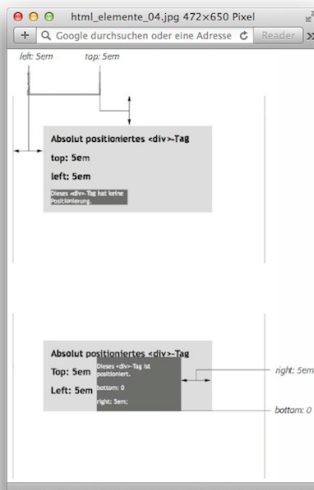 html_elemente_04.jpg 472×650 Pixel
Google durchsuchen oder eine Adresse
Reader
left: 5em top: 5em
Absolut positioniertes <div>-Tag
top: 5em
left: 5em
Dieses <div>-Tag hat keine
Positionierung.
Absolut positioniertes <div>-Tag
Top: 5em
Left: 5em
Dieses <div>-Tag ist
positioniert.
bottom: 0
right: 5em;
right: 5em
bottom: 0